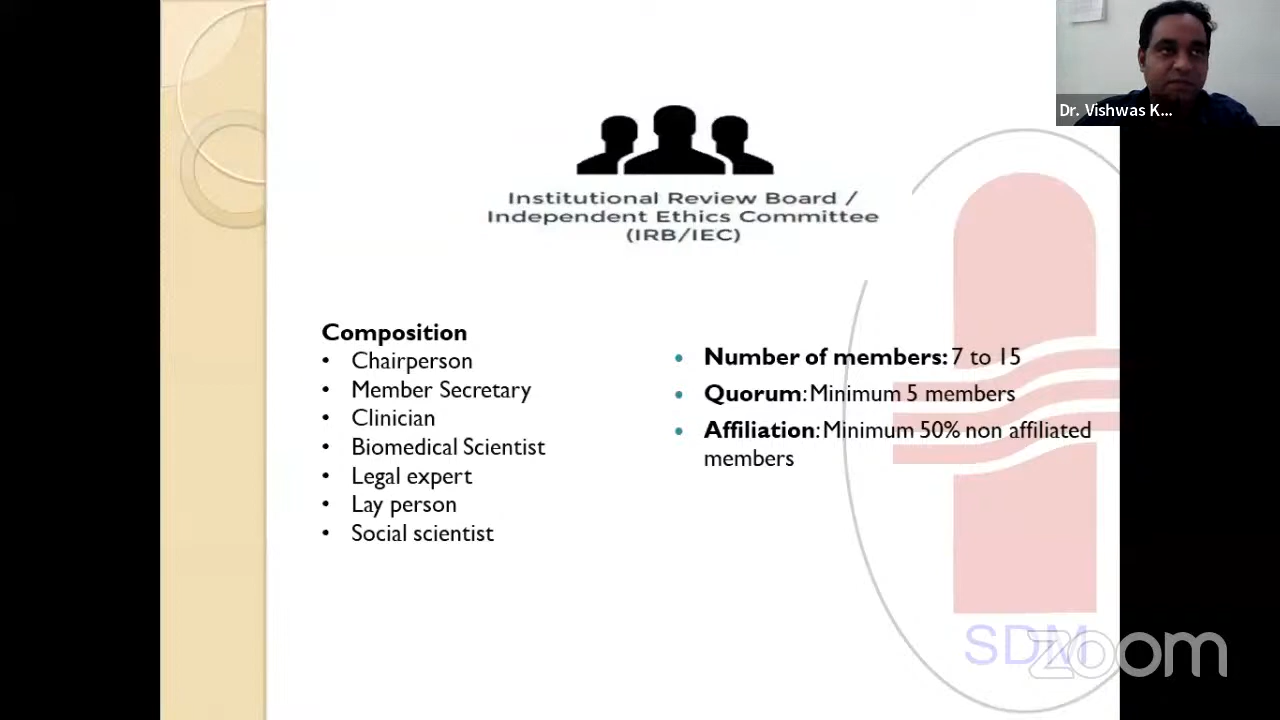 Dr. Vishwas K...
Institutional Review Board /
Independent Ethics Committee
(IRB/IEC)
Composition
• Chairperson
• Member Secretary
• Clinician
• Biomedical Scientist
• Legal expert
• Lay person
• Social scientist
• Number of members: 7 to 15
• Quorum: Minimum 5 members
• Affiliation: Minimum 50% non affiliated
members
SDM
zoom